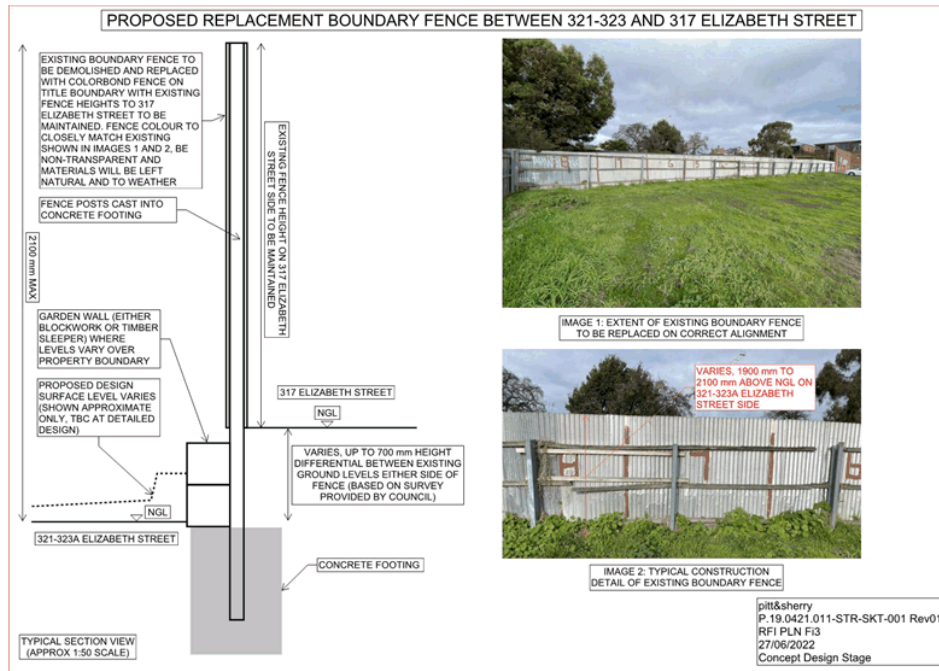 PROPOSED REPLACEMENT BOUNDARY FENCE BETWEEN 321-323 AND 317 ELIZABETH STREET
EXISTING BOUNDARY FENCE TO
BE DEMOLISHED AND REPLACED
WITH COLORBOND FENCE ON
TITLE BOUNDARY WITH EXISTING
FENCE HEIGHTS TO 317
ELIZABETH STREET TO BE
MAINTAINED. FENCE COLOUR TO
CLOSELY MATCH EXISTING
SHOWN IN IMAGES 1 AND 2, BE
NON-TRANSPARENT AND
MATERIALS WILL BE LEFT
NATURAL AND TO WEATHER
FENCE POSTS CAST INTO
CONCRETE FOOTING
2100 mm MAX
EXISTING FENCE HEIGHT ON 317 ELIZABETH
STREET SIDE TO BE MAINTAINED
GARDEN WALL (EITHER
BLOCKWORK OR TIMBER
SLEEPER) WHERE
LEVELS VARY OVER
PROPERTY BOUNDARY
PROPOSED DESIGN
SURFACE LEVEL VARIES
(SHOWN APPROXIMATE
ONLY, TBC AT DETAILED
DESIGN)
317 ELIZABETH STREET
NGL
VARIES, UP TO 700 mm HEIGHT
DIFFERENTIAL BETWEEN EXISTING
GROUND LEVELS EITHER SIDE OF
FENCE (BASED ON SURVEY
PROVIDED BY COUNCIL)
NGL
321-323A ELIZABETH STREET
CONCRETE FOOTING
TYPICAL SECTION VIEW
(APPROX 1:50 SCALE)
IMAGE 1: EXTENT OF EXISTING BOUNDARY FENCE
TO BE REPLACED ON CORRECT ALIGNMENT
VARIES, 1900 mm TO
2100 mm ABOVE NGL ON
321-323A ELIZABETH
STREET SIDE
IMAGE 2: TYPICAL CONSTRUCTION
DETAIL OF EXISTING BOUNDARY FENCE
pitt&sherry
P.19.0421.011-STR-SKT-001 Rev01
RFI PLN Fi3
27/06/2022
Concept Design Stage